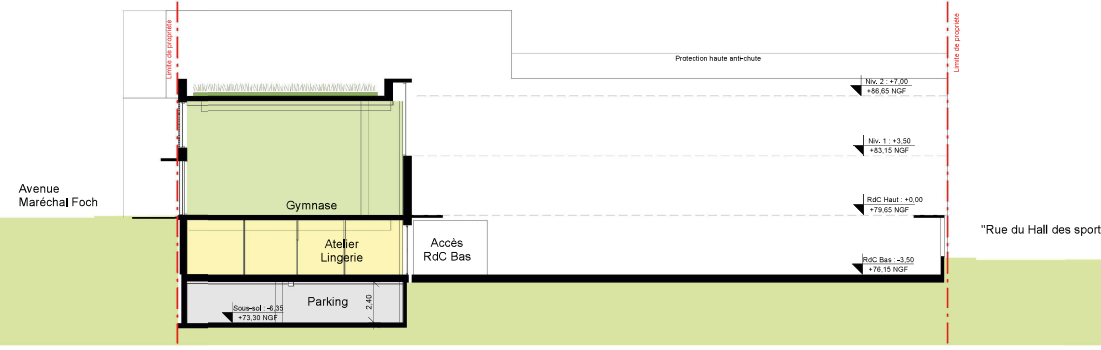 Limite de propriété
Limite de propriété
Protection haute anti-chute
Niv. 2 : +7,00
+86,65 NGF
Niv. 1 : +3,50
+83,15 NGF
Avenue
Maréchal Foch
RdC Haut : +0,00
+79,65 NGF
Gymnase
"Rue du Hall des sport
Atelier
Lingerie
Accès
RdC Bas
RdC Bas : -3,50
+76,15 NGF
Parking
2,40
Sous-sol : -6,35
+73,30 NGF